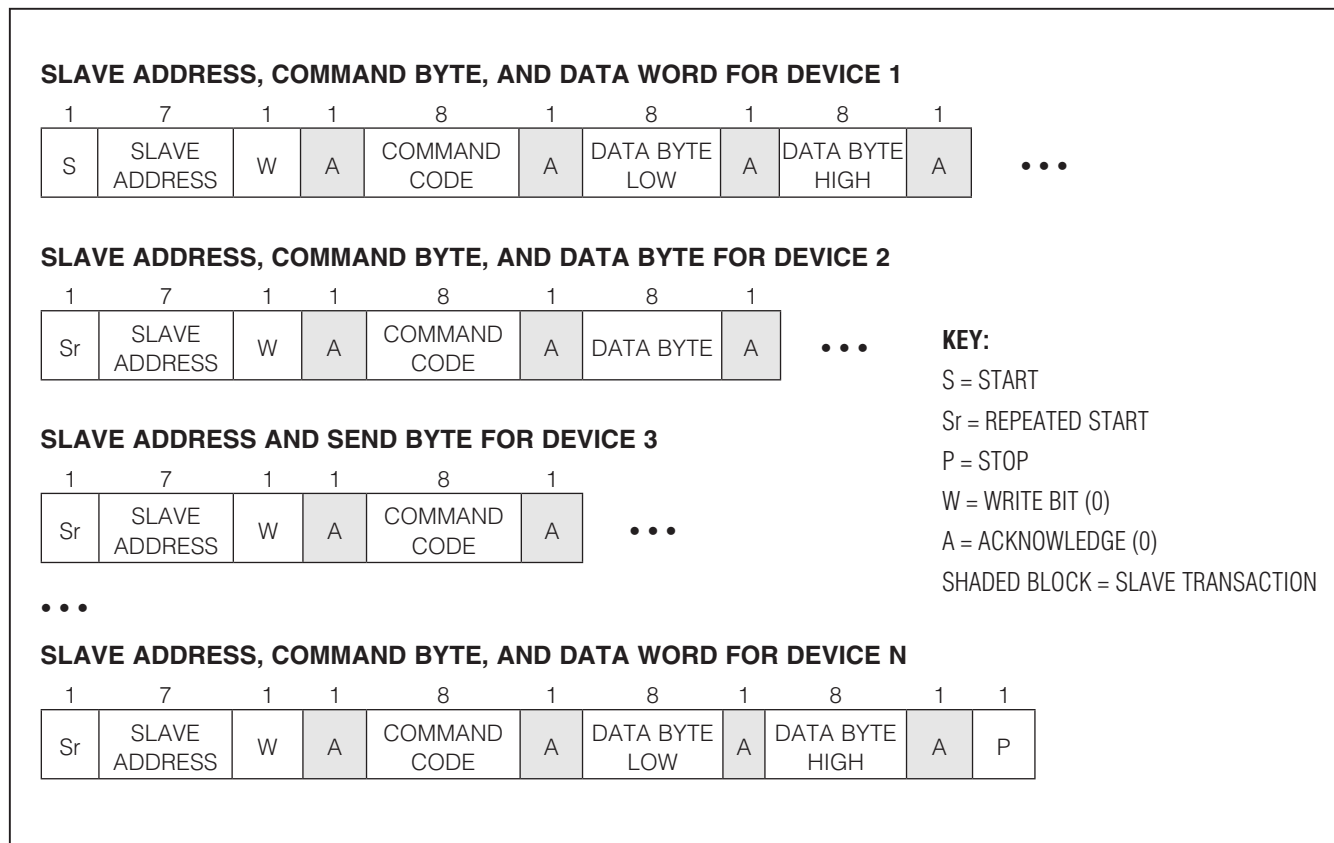 SLAVE ADDRESS, COMMAND BYTE, AND DATA WORD FOR DEVICE 1
1 7 1 1 8 1 8 1 8 1
S SLAVE ADDRESS W A COMMAND CODE A DATA BYTE LOW A DATA BYTE HIGH A •••
SLAVE ADDRESS, COMMAND BYTE, AND DATA BYTE FOR DEVICE 2
1 7 1 1 8 1 8 1
Sr SLAVE ADDRESS W A COMMAND CODE A DATA BYTE A •••
SLAVE ADDRESS AND SEND BYTE FOR DEVICE 3
1 7 1 1 8 1
Sr SLAVE ADDRESS W A COMMAND CODE A •••
•••
SLAVE ADDRESS, COMMAND BYTE, AND DATA WORD FOR DEVICE N
1 7 1 1 8 1 8 1 8 1 1
Sr SLAVE ADDRESS W A COMMAND CODE A DATA BYTE LOW A DATA BYTE HIGH A P
KEY:
S = START
Sr = REPEATED START
P = STOP
W = WRITE BIT (0)
A = ACKNOWLEDGE (0)
SHADED BLOCK = SLAVE TRANSACTION